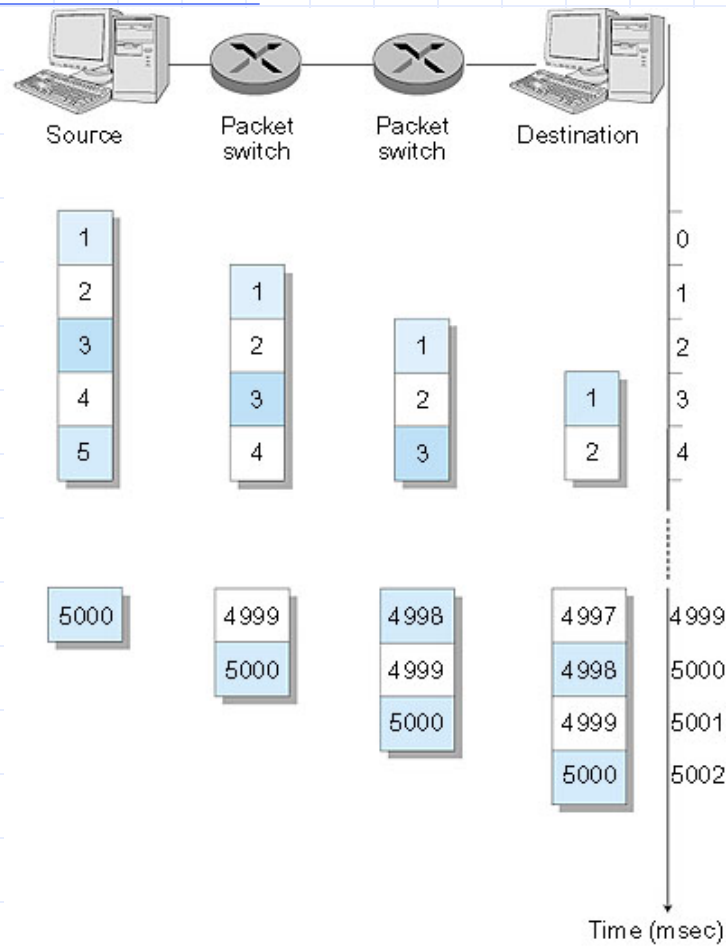 Source
Packet
switch
Packet
switch
Destination
1 0
2 1 1
3 2 1 2
4 3 2 1 3
5 4 3 2 4
5000 4999 4998 4997 4999
5000 4999 4998 5000
5000 4999 5001
5000 5002
Time (msec)